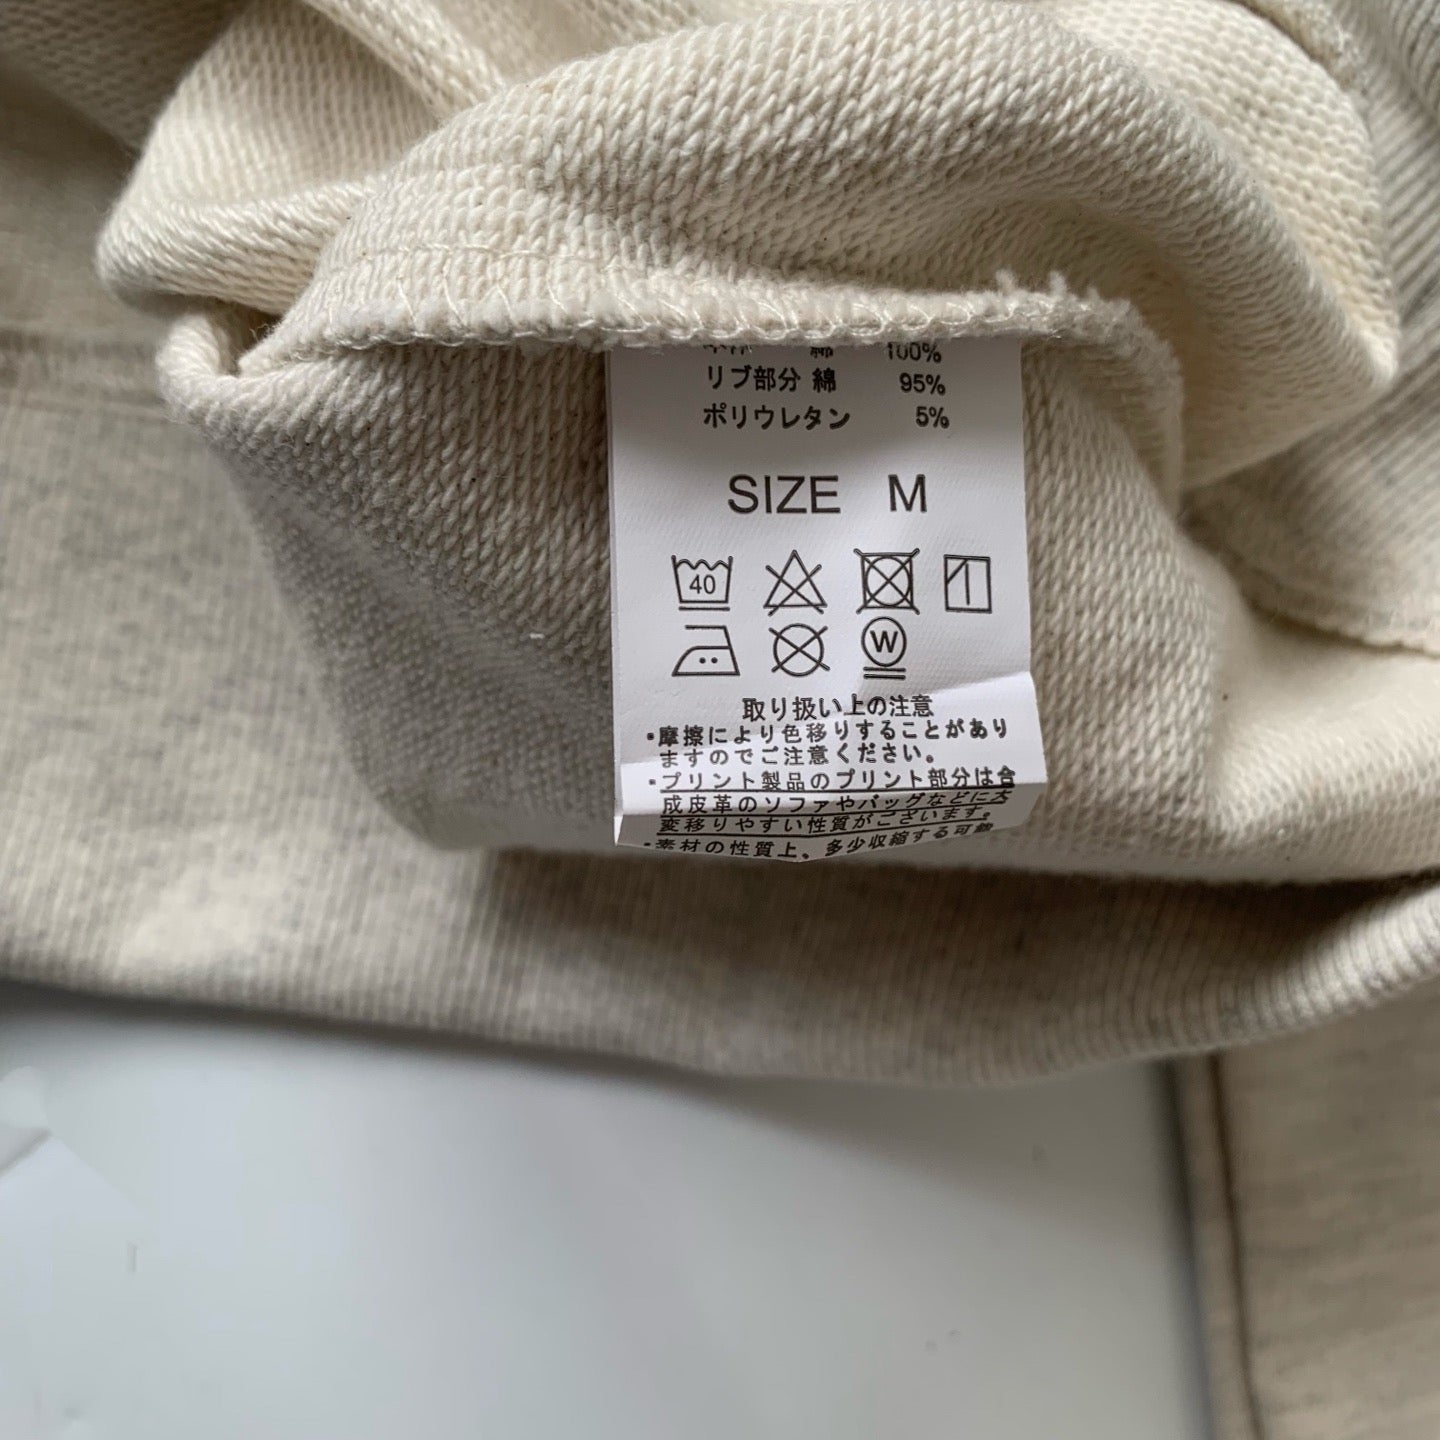 綿 100%
リブ部分 綿 95%
ポリウレタン 5%
SIZE M
40
W
取り扱い上の注意
・摩擦により色移りすることがあり
ますのでご注意ください。
・プリント製品のプリント部分は合
成皮革のソファやバッグなどに大
変移りやすい性質がございます。
・素材の性質上、多少収縮する可能